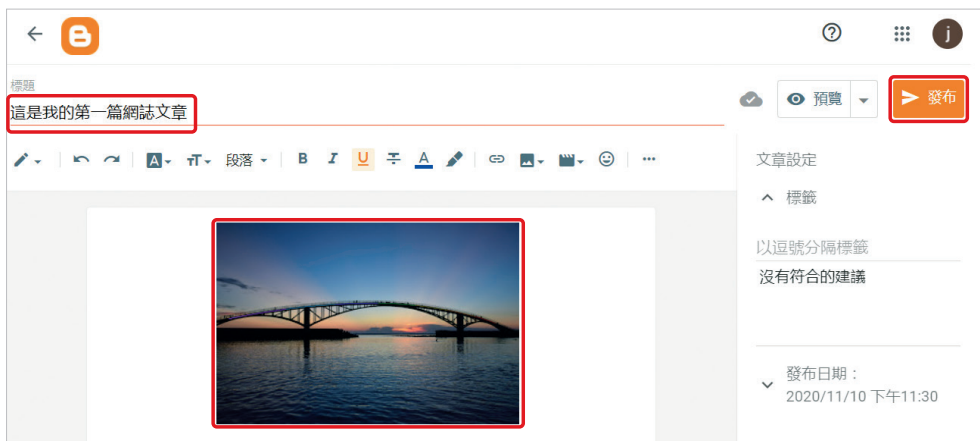 j
標題
這是我的第一篇網誌文章
預覽
發布
段落
B I U A
文章設定
標籤
以逗號分隔標籤
沒有符合的建議
發布日期：
2020/11/10 下午11:30